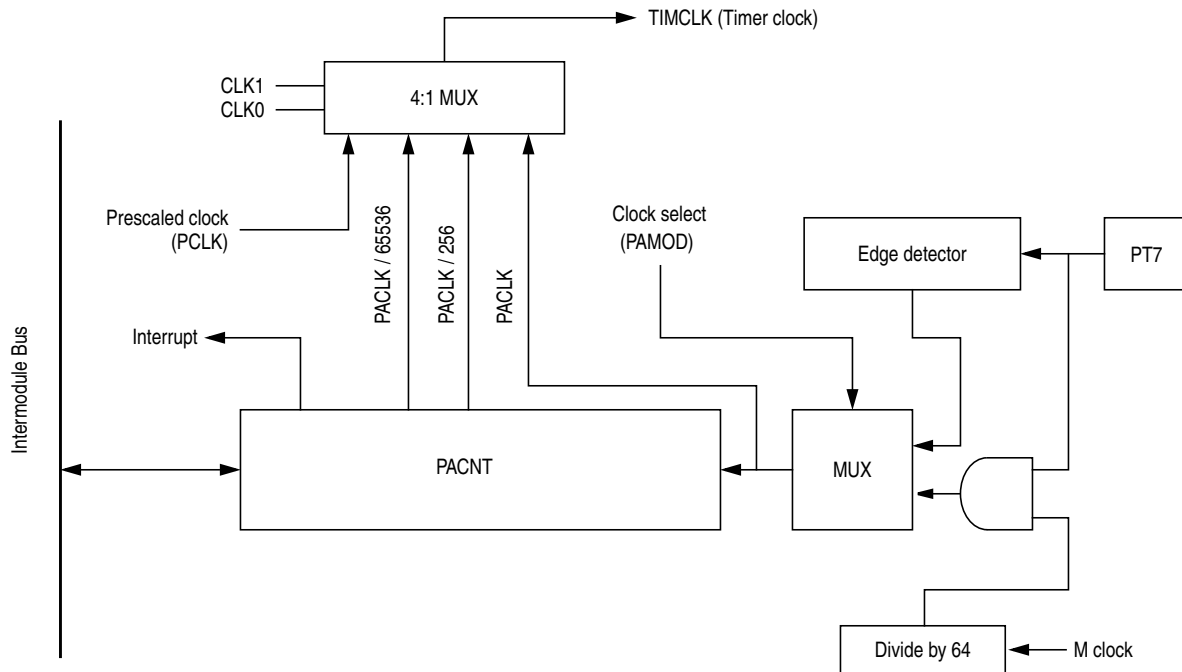 TIMCLK (Timer clock)
CLK1
CLK0
4:1 MUX
Prescaled clock
(PCLK)
PACLK / 65536
PACLK / 256
PACLK
Clock select
(PAMOD)
Edge detector
PT7
Interrupt
Intermodule Bus
PACNT
MUX
Divide by 64
M clock